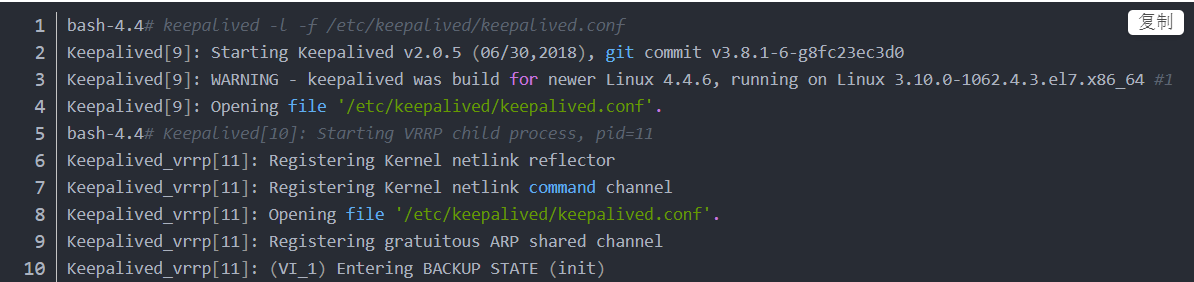 复制
1 bash-4.4# keepalived -l -f /etc/keepalived/keepalived.conf
2 Keepalived[9]: Starting Keepalived v2.0.5 (06/30,2018), git commit v3.8.1-6-g8fc23ec3d0
3 Keepalived[9]: WARNING - keepalived was build for newer Linux 4.4.6, running on Linux 3.10.0-1062.4.3.el7.x86_64 #1
4 Keepalived[9]: Opening file '/etc/keepalived/keepalived.conf'.
5 bash-4.4# Keepalived[10]: Starting VRRP child process, pid=11
6 Keepalived_vrrp[11]: Registering Kernel netlink reflector
7 Keepalived_vrrp[11]: Registering Kernel netlink command channel
8 Keepalived_vrrp[11]: Opening file '/etc/keepalived/keepalived.conf'.
9 Keepalived_vrrp[11]: Registering gratuitous ARP shared channel
10 Keepalived_vrrp[11]: (VI_1) Entering BACKUP STATE (init)